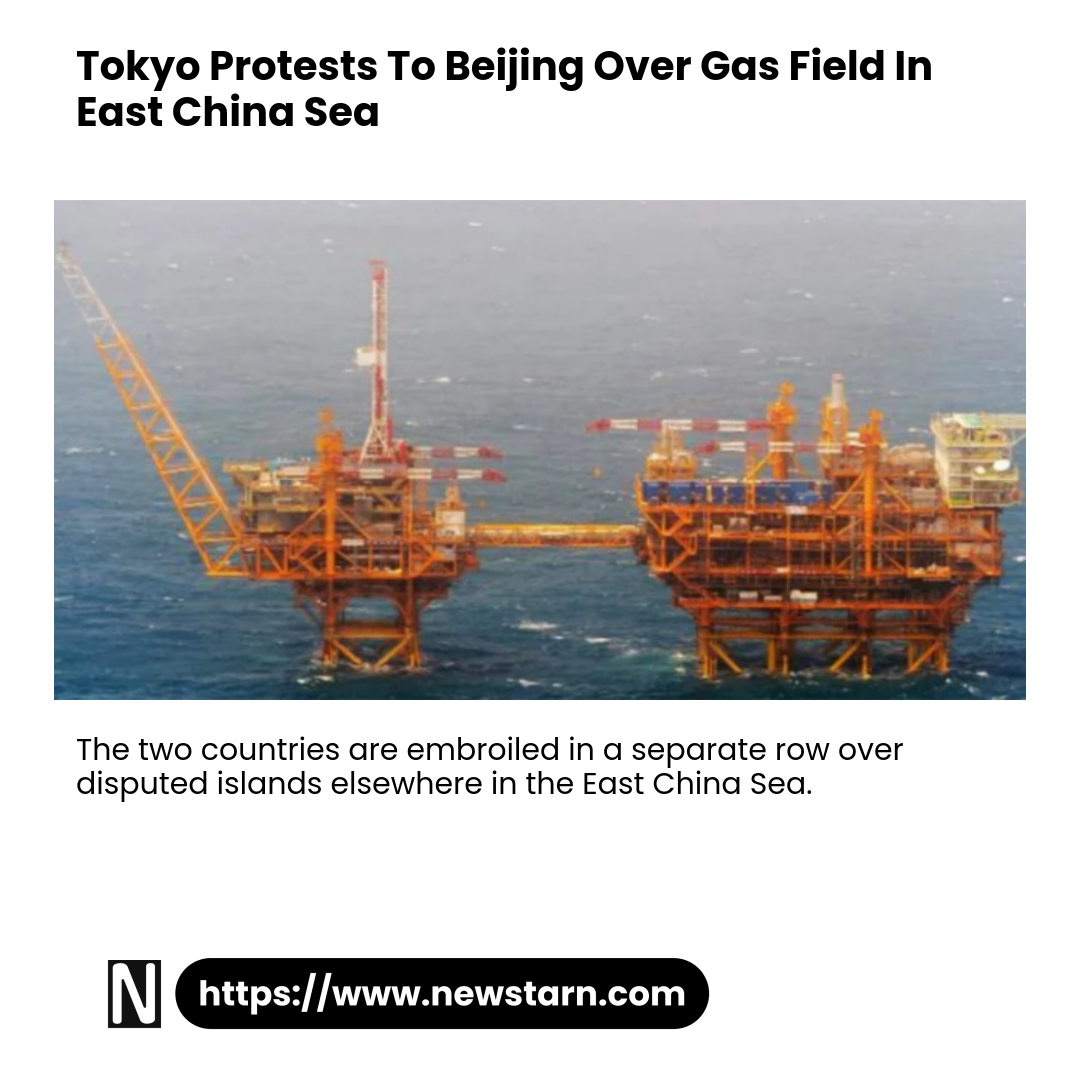 Tokyo Protests To Beijing Over Gas Field In
East China Sea
The two countries are embroiled in a separate row over
disputed islands elsewhere in the East China Sea.
N
https://www.newstarn.com